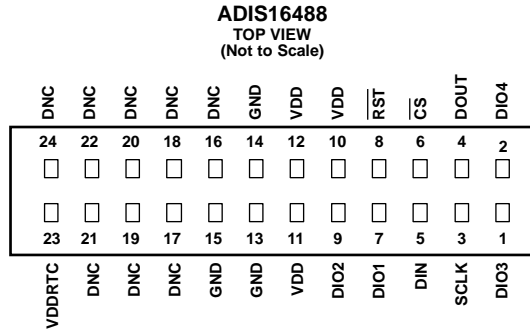 ADIS16488
TOP VIEW
(Not to Scale)
DNC DNC DNC DNC DNC GND VDD VDD RST CS DOUT DIO4
24 22 20 18 16 14 12 10 8 6 4 2
23 21 19 17 15 13 11 9 7 5 3 1
VDDRTC DNC DNC DNC GND GND VDD DIO2 DIO1 DIN SCLK DIO3